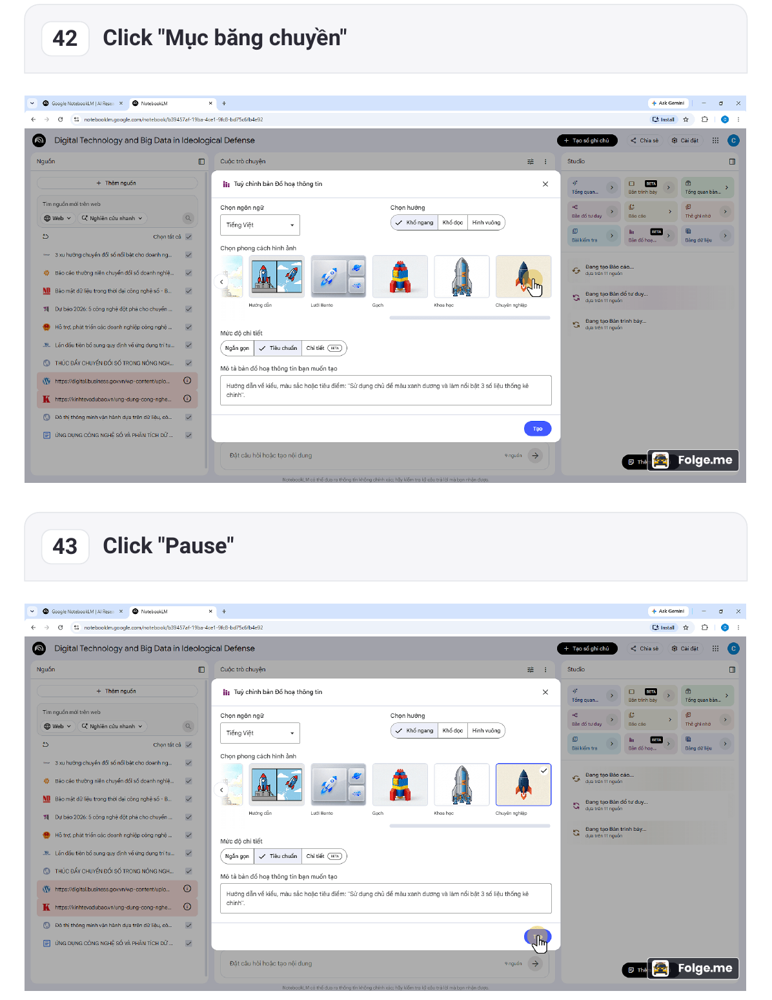 42 Click "Mục băng chuyền"
Google NotebookLM | AI Resea
NotebookLM
Ask Gemini
notebooklm.google.com/notebook/b39457af-19ba-4ce1-9fc8-bd75c6fb4e92
Install
Digital Technology and Big Data in Ideological Defense
Tạo sổ ghi chú
Chia sẻ
Cài đặt
C
Nguồn
Cuộc trò chuyện
Studio
Thêm nguồn
Tìm nguồn mới trên web
Web
Nghiên cứu nhanh
Chọn tất cả
3 xu hướng chuyển đổi số nổi bật cho doanh ng...
Báo cáo thường niên chuyển đổi số doanh nghiệ...
Bảo mật dữ liệu trong thời đại công nghệ số - B...
Dự báo 2026: 5 công nghệ đột phá cho chuyển ...
Hỗ trợ, phát triển các doanh nghiệp công nghệ ...
Lần đầu tiên bổ sung quy định về ứng dụng trí tu...
THÚC ĐẨY CHUYỂN ĐỔI SỐ TRONG NÔNG NGH...
https://digital.business.gov.vn/wp-content/uplo...
https://kinhtevadubao.vn/ung-dung-cong-nghe...
Đô thị thông minh vận hành dựa trên dữ liệu, cô...
ỨNG DỤNG CÔNG NGHỆ SỐ VÀ PHÂN TÍCH DỮ ...
Tuỳ chỉnh bản Đồ hoạ thông tin
Chọn ngôn ngữ
Tiếng Việt
Chọn hướng
Khổ ngang
Khổ dọc
Hình vuông
Chọn phong cách hình ảnh
Hướng dẫn
Lưới Bento
Gạch
Khoa học
Chuyên nghiệp
Mức độ chi tiết
Ngắn gọn
Tiêu chuẩn
Chi tiết BETA
Mô tả bản đồ hoạ thông tin bạn muốn tạo
Hướng dẫn về kiểu, màu sắc hoặc tiêu điểm: "Sử dụng chủ đề màu xanh dương và làm nổi bật 3 số liệu thống kê
chính".
Tạo
Đặt câu hỏi hoặc tạo nội dung
9 nguồn
NotebookLM có thể đưa ra thông tin không chính xác; hãy kiểm tra kỹ câu trả lời mà bạn nhận được.
Tổng quan...
BETA
Bản trình bày
Tổng quan bằn...
Bản đồ tư duy
Báo cáo
Thẻ ghi nhớ
Bài kiểm tra
BETA
Bản đồ hoạ...
Bảng dữ liệu
Đang tạo Báo cáo...
dựa trên 11 nguồn
Đang tạo Bản đồ tư duy...
dựa trên 11 nguồn
Đang tạo Bản trình bày...
dựa trên 11 nguồn
Folge.me
43 Click "Pause"
Google NotebookLM | AI Resea
NotebookLM
Ask Gemini
notebooklm.google.com/notebook/b39457af-19ba-4ce1-9fc8-bd75c6fb4e92
Install
Digital Technology and Big Data in Ideological Defense
Tạo sổ ghi chú
Chia sẻ
Cài đặt
C
Nguồn
Cuộc trò chuyện
Studio
Thêm nguồn
Tìm nguồn mới trên web
Web
Nghiên cứu nhanh
Chọn tất cả
3 xu hướng chuyển đổi số nổi bật cho doanh ng...
Báo cáo thường niên chuyển đổi số doanh nghiệ...
Bảo mật dữ liệu trong thời đại công nghệ số - B...
Dự báo 2026: 5 công nghệ đột phá cho chuyển ...
Hỗ trợ, phát triển các doanh nghiệp công nghệ ...
Lần đầu tiên bổ sung quy định về ứng dụng trí tu...
THÚC ĐẨY CHUYỂN ĐỔI SỐ TRONG NÔNG NGH...
https://digital.business.gov.vn/wp-content/uplo...
https://kinhtevadubao.vn/ung-dung-cong-nghe...
Đô thị thông minh vận hành dựa trên dữ liệu, cô...
ỨNG DỤNG CÔNG NGHỆ SỐ VÀ PHÂN TÍCH DỮ ...
Tuỳ chỉnh bản Đồ hoạ thông tin
Chọn ngôn ngữ
Tiếng Việt
Chọn hướng
Khổ ngang
Khổ dọc
Hình vuông
Chọn phong cách hình ảnh
Hướng dẫn
Lưới Bento
Gạch
Khoa học
Chuyên nghiệp
Mức độ chi tiết
Ngắn gọn
Tiêu chuẩn
Chi tiết BETA
Mô tả bản đồ hoạ thông tin bạn muốn tạo
Hướng dẫn về kiểu, màu sắc hoặc tiêu điểm: "Sử dụng chủ đề màu xanh dương và làm nổi bật 3 số liệu thống kê
chính".
Đặt câu hỏi hoặc tạo nội dung
9 nguồn
NotebookLM có thể đưa ra thông tin không chính xác; hãy kiểm tra kỹ câu trả lời mà bạn nhận được.
Tổng quan...
BETA
Bản trình bày
Tổng quan bằn...
Bản đồ tư duy
Báo cáo
Thẻ ghi nhớ
Bài kiểm tra
BETA
Bản đồ hoạ...
Bảng dữ liệu
Đang tạo Báo cáo...
dựa trên 11 nguồn
Đang tạo Bản đồ tư duy...
dựa trên 11 nguồn
Đang tạo Bản trình bày...
dựa trên 11 nguồn
Folge.me